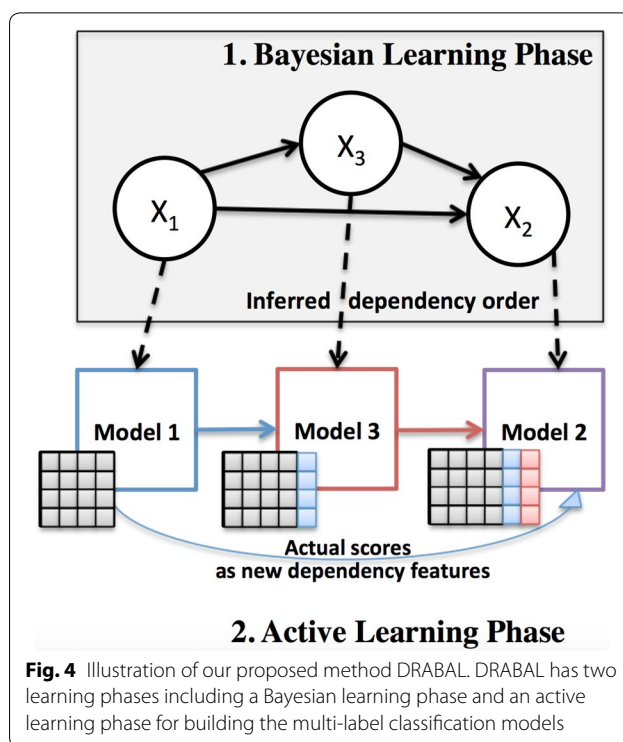 1. Bayesian Learning Phase
X₃
X₁
X₂
Inferred dependency order
Model 1
Model 3
Model 2
Actual scores
as new dependency features
2. Active Learning Phase
Fig. 4 Illustration of our proposed method DRABAL. DRABAL has two
learning phases including a Bayesian learning phase and an active
learning phase for building the multi-label classification models